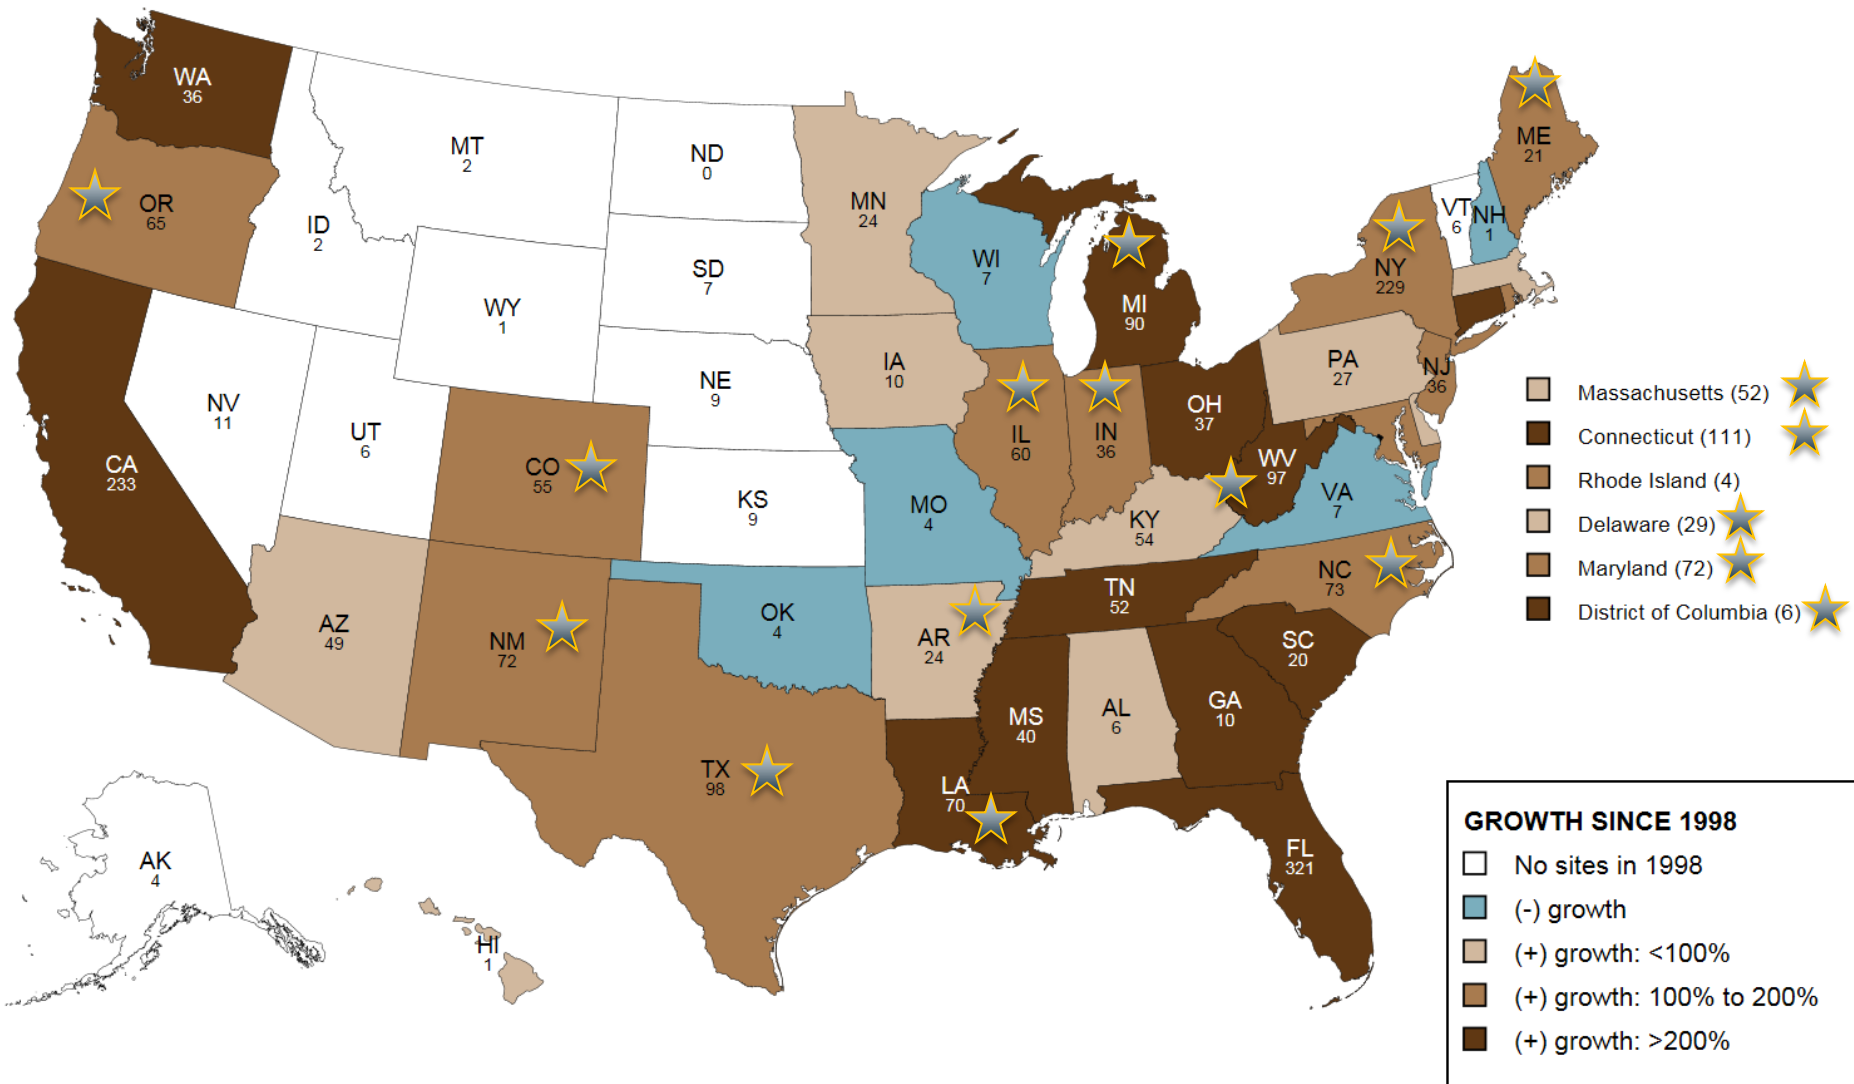 WA
36
MT
2
ND
0
MN
24
ME
21
OR
65
ID
2
VT
6
NH
1
WI
7
SD
7
NY
229
MI
90
WY
1
IA
10
PA
27
NJ
36
NE
9
NV
11
UT
6
OH
37
IL
60
IN
36
CO
55
CA
233
WV
97
VA
7
KS
9
MO
4
KY
54
NC
73
TN
52
OK
4
AZ
49
NM
72
AR
24
SC
20
MS
40
AL
6
GA
10
TX
98
LA
70
FL
321
AK
4
HI
1
Massachusetts (52)
Connecticut (111)
Rhode Island (4)
Delaware (29)
Maryland (72)
District of Columbia (6)
GROWTH SINCE 1998
No sites in 1998
(-) growth
(+) growth: <100%
(+) growth: 100% to 200%
(+) growth: >200%